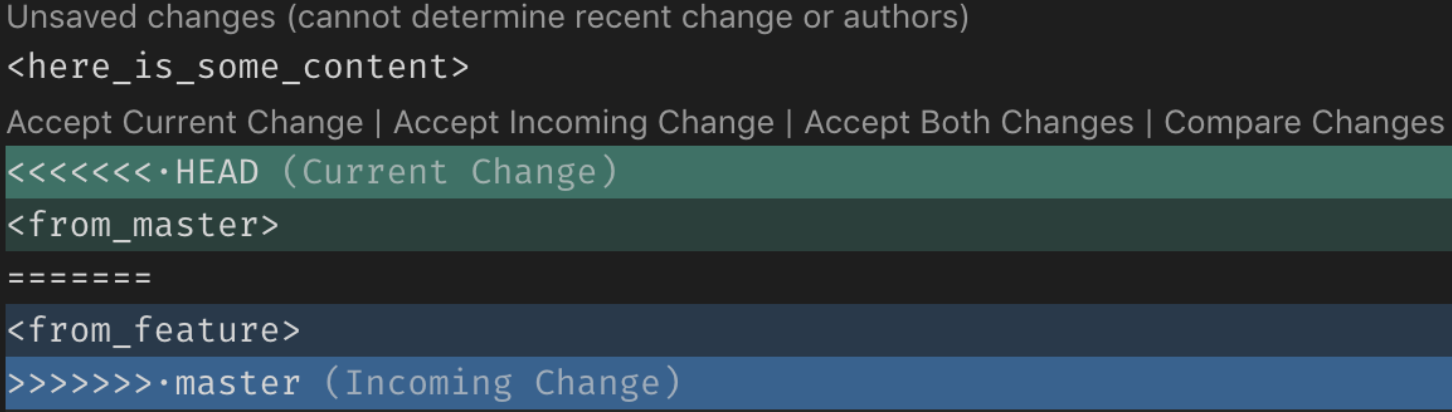 Unsaved changes (cannot determine recent change or authors)
<here_is_some_content>
Accept Current Change | Accept Incoming Change | Accept Both Changes | Compare Changes
<<<<<<<·HEAD (Current Change)
<from_master>
=======
<from_feature>
>>>>>>>·master (Incoming Change)